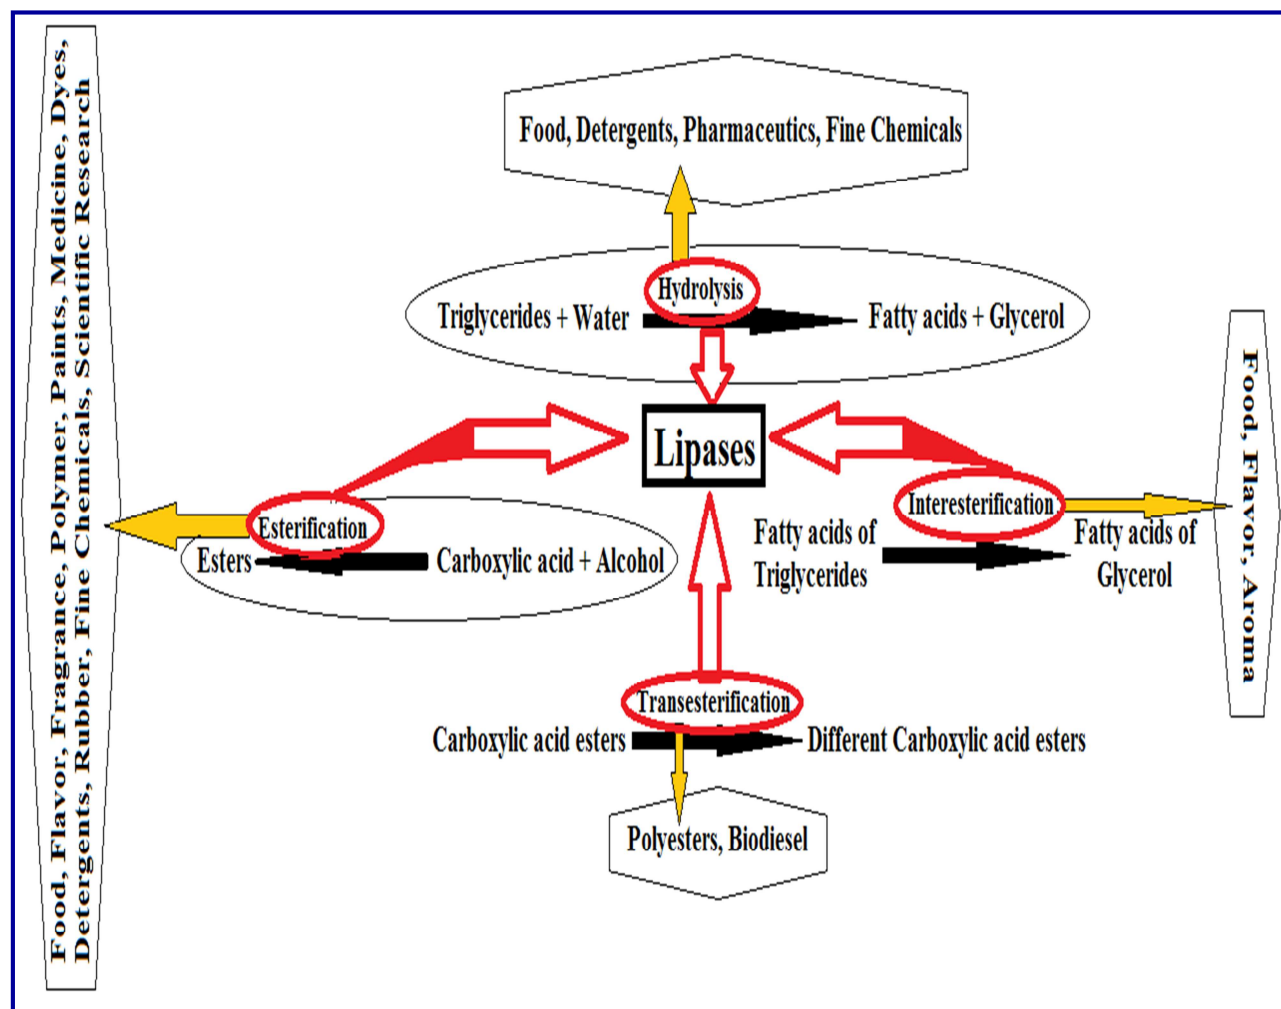 Food, Flavor, Fragrance, Polymer, Paints, Medicine, Dyes,
Detergents, Rubber, Fine Chemicals, Scientific Research
Food, Detergents, Pharmaceutics, Fine Chemicals
Hydrolysis
Triglycerides + Water
Fatty acids + Glycerol
Lipases
Esterification
Esters
Carboxylic acid + Alcohol
Interesterification
Fatty acids of
Triglycerides
Fatty acids of
Glycerol
Food, Flavor, Aroma
Transesterification
Carboxylic acid esters
Different Carboxylic acid esters
Polyesters, Biodiesel